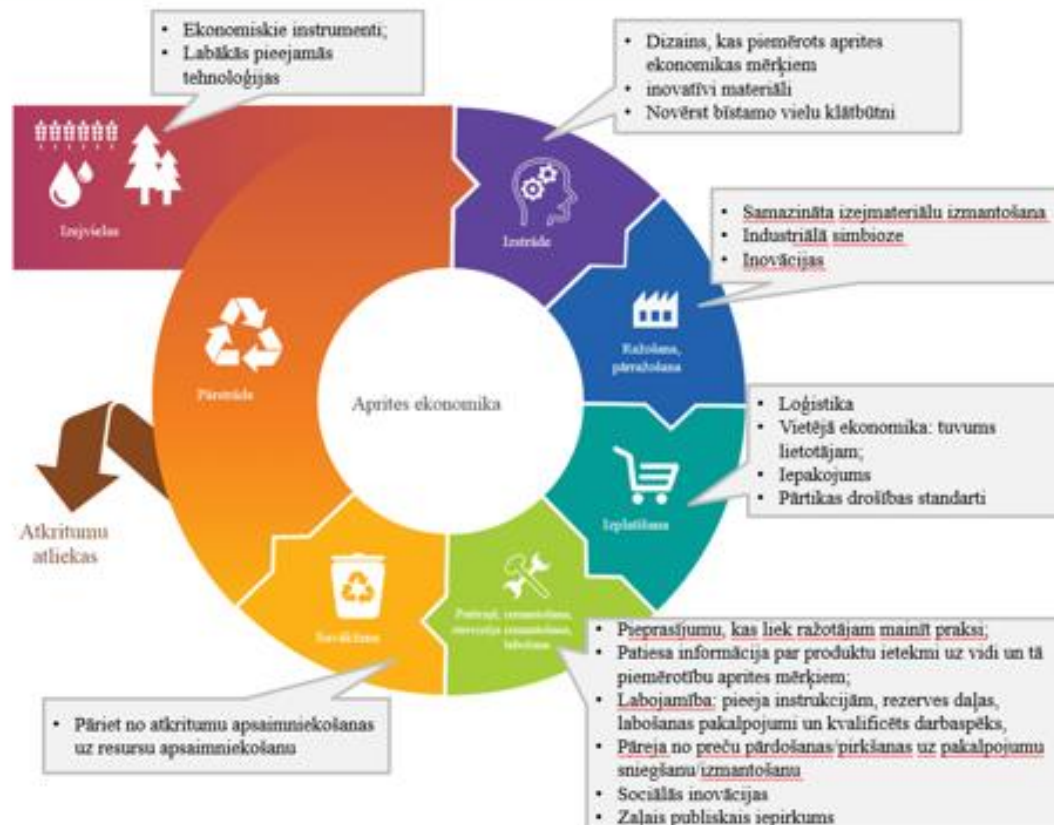 • Ekonomiskie instrumenti;
• Labākās pieejamās
tehnoloģijas
• Dizains, kas piemērots aprites
ekonomikas mērķiem
• inovatīvi materiāli
• Novērst bīstamo vielu klātbūtni
Izejvielas
Izstrāde
• Samazināta izejmateriālu izmantošana
• Industriālā simbioze
• Inovācijas
Ražošana,
pārražošana
Pārstrāde
Aprites ekonomika
• Loģistika
• Vietējā ekonomika: tuvums
lietotājam;
• Iepakojums
• Pārtikas drošības standarti
Izplatīšana
Atkritumu
atliekas
Savākšana
izmantošana,
izmantošana,
labošana
• Pieprasījumu, kas liek ražotājam mainīt praksi;
• Patiesa informācija par produktu ietekmi uz vidi un tā
piemērotību aprites mērķiem;
• Labojamība: pieeja instrukcijām, rezerves daļas,
labošanas pakalpojumi un kvalificēts darbaspēks,
• Pāreja no preču pārdošanas/pirkšanas uz pakalpojumu
sniegšanu/izmantošanu
• Sociālās inovācijas
• Zaļais publiskais iepirkums
• Pāriet no atkritumu apsaimniekošanas
uz resursu apsaimniekošanu